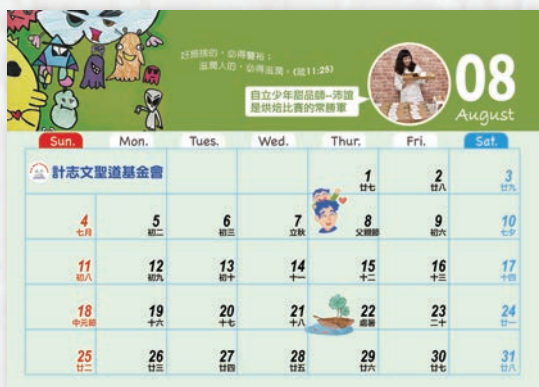 好施捨的，必得豐裕；
滋潤人的，必得滋潤。(箴11:25)
自立少年甜品師--沛誼
是烘焙比賽的常勝軍
08
August
Sun. Mon. Tues. Wed. Thur. Fri. Sat.
計志文聖道基金會
1 2 3
廿七 廿八 廿九
4 5 6 7 8 9 10
七月 初二 初三 立秋 父親節 初六 七夕
11 12 13 14 15 16 17
初八 初九 初十 十一 十二 十三 十四
18 19 20 21 22 23 24
中元節 十六 十七 十八 處暑 二十 廿一
25 26 27 28 29 30 31
廿二 廿三 廿四 廿五 廿六 廿七 廿八